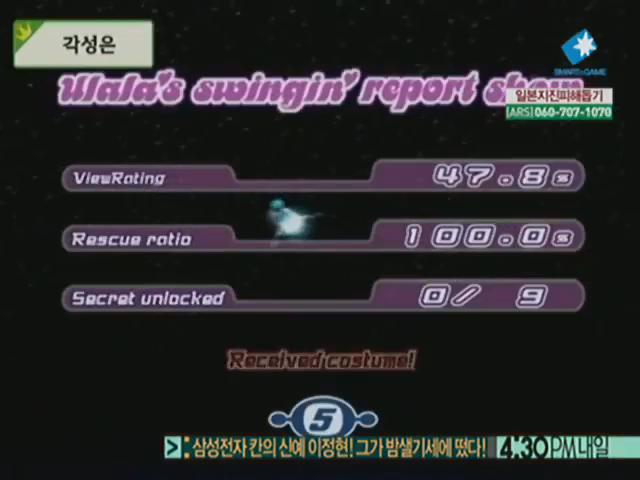 각성은
SMART★GAME
Ulala's swingin' report show
일본지진피해돕기
[ARS] 060-707-1070
ViewRating 47.8%
Rescue ratio 100.0%
Secret unlocked 0/ 9
Received costume!
5
>: 삼성전자 칸의 신예 이정현! 그가 밤샐기세에 떴다! 4:30PM내일